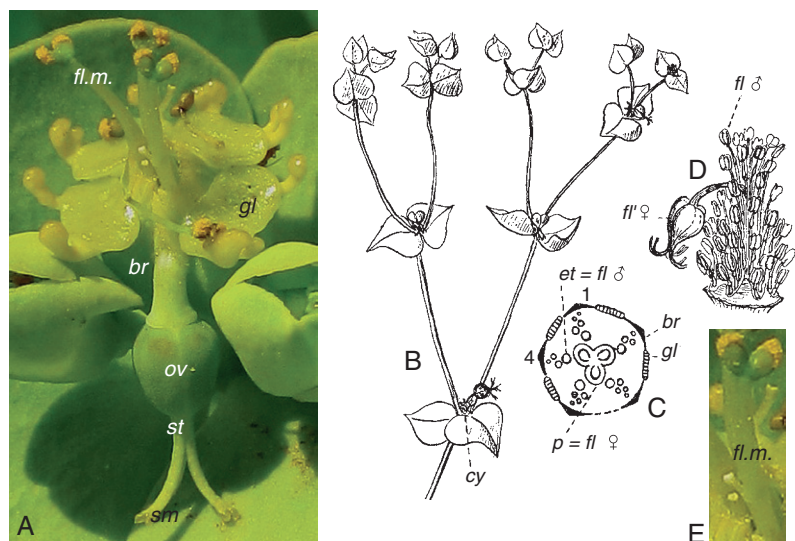 fl.m.
gl
br
ov
st
sm
A
B
cy
et = fl ♂
1
4
br
gl
C
p = fl ♀
fl ♂
D
fl' ♀
fl.m.
E